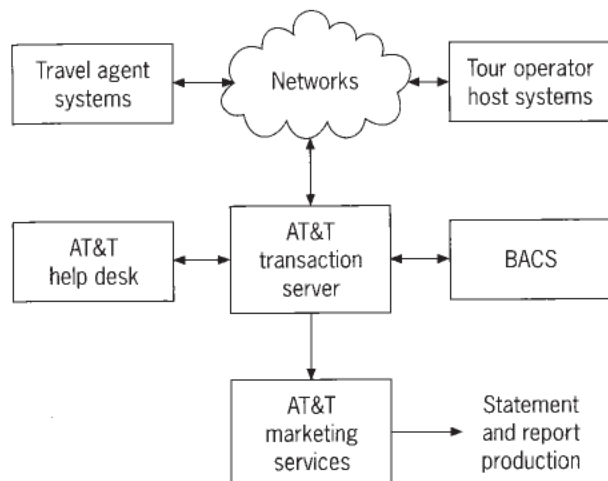 Travel agent
systems
Networks
Tour operator
host systems
AT&T
help desk
AT&T
transaction
server
BACS
AT&T
marketing
services
Statement
and report
production